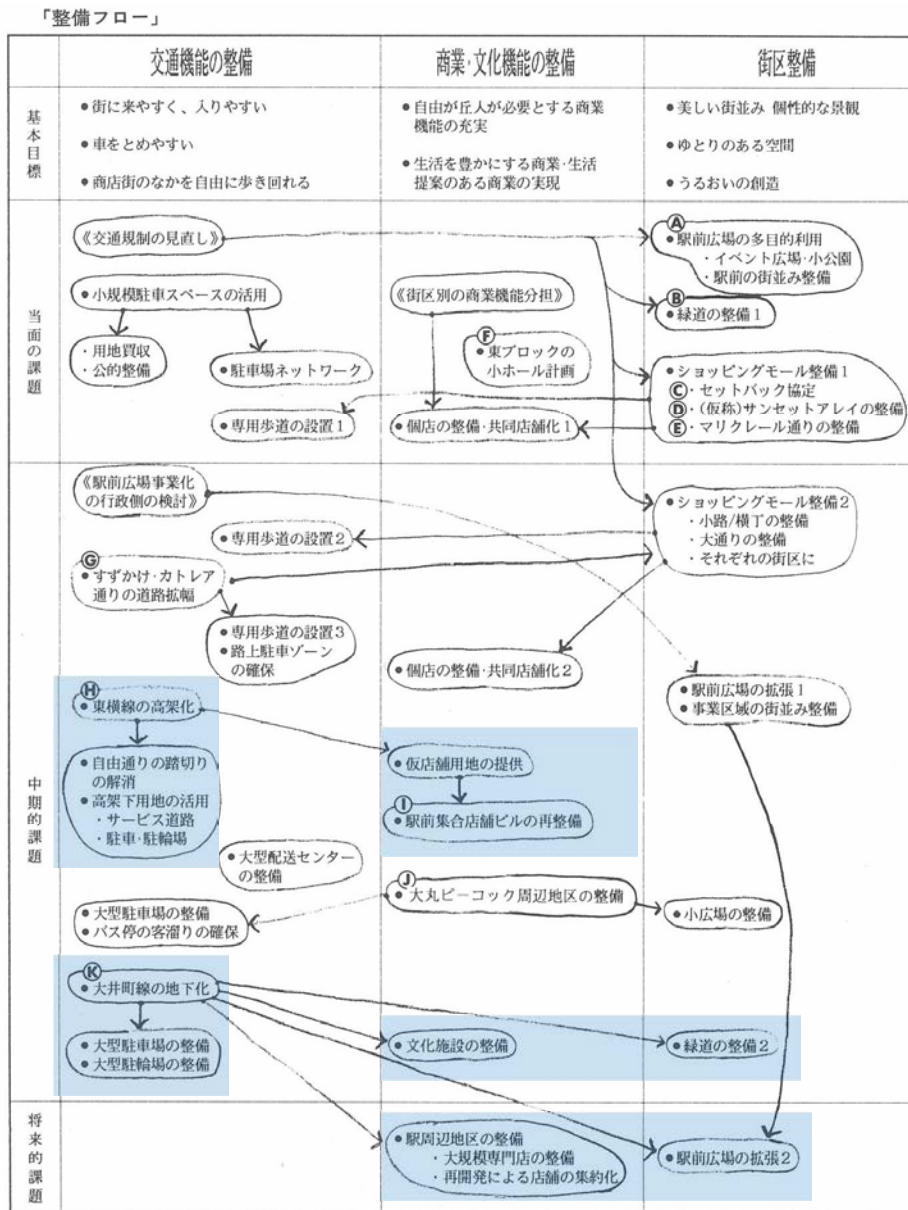 「整備フロー」
交通機能の整備
商業・文化機能の整備
街区整備
基本目標
● 街に来やすく、入りやすい
● 車をとめやすい
● 商店街のなかを自由に歩き回れる
● 自由が丘人が必要とする商業
機能の充実
● 生活を豊かにする商業・生活
提案のある商業の実現
● 美しい街並み 個性的な景観
● ゆとりのある空間
● うるおいの創造
当面の課題
《交通規制の見直し》
● 小規模駐車スペースの活用
・用地買収
・公的整備
● 駐車場ネットワーク
● 専用歩道の設置1
《街区別の商業機能分担》
Ⓕ
● 東ブロックの
小ホール計画
● 個店の整備・共同店舗化1
Ⓐ
● 駅前広場の多目的利用
・イベント広場・小公園
・駅前の街並み整備
Ⓑ
● 緑道の整備1
● ショッピングモール整備1
Ⓒ・セットバック協定
Ⓓ・(仮称)サンセットアレイの整備
Ⓔ・マリクレール通りの整備
中期的課題
《駅前広場事業化
の行政側の検討》
● 専用歩道の設置2
Ⓖ
● すずかけ・カトレア
通りの道路拡幅
● 専用歩道の設置3
● 路上駐車ゾーン
の確保
● ショッピングモール整備2
・小路/横丁の整備
・大通りの整備
・それぞれの街区に
● 個店の整備・共同店舗化2
● 駅前広場の拡張1
● 事業区域の街並み整備
Ⓗ
● 東横線の高架化
● 自由通りの踏切り
の解消
● 高架下用地の活用
・サービス道路
・駐車・駐輪場
● 仮店舗用地の提供
Ⓘ
● 駅前集合店舗ビルの再整備
● 大型配送センター
の整備
Ⓙ
● 大丸ピーコック周辺地区の整備
● 大型駐車場の整備
● バス停の客溜りの確保
● 小広場の整備
Ⓚ
● 大井町線の地下化
● 大型駐車場の整備
● 大型駐輪場の整備
● 文化施設の整備
● 緑道の整備2
将来的課題
● 駅周辺地区の整備
・大規模専門店の整備
・再開発による店舗の集約化
● 駅前広場の拡張2